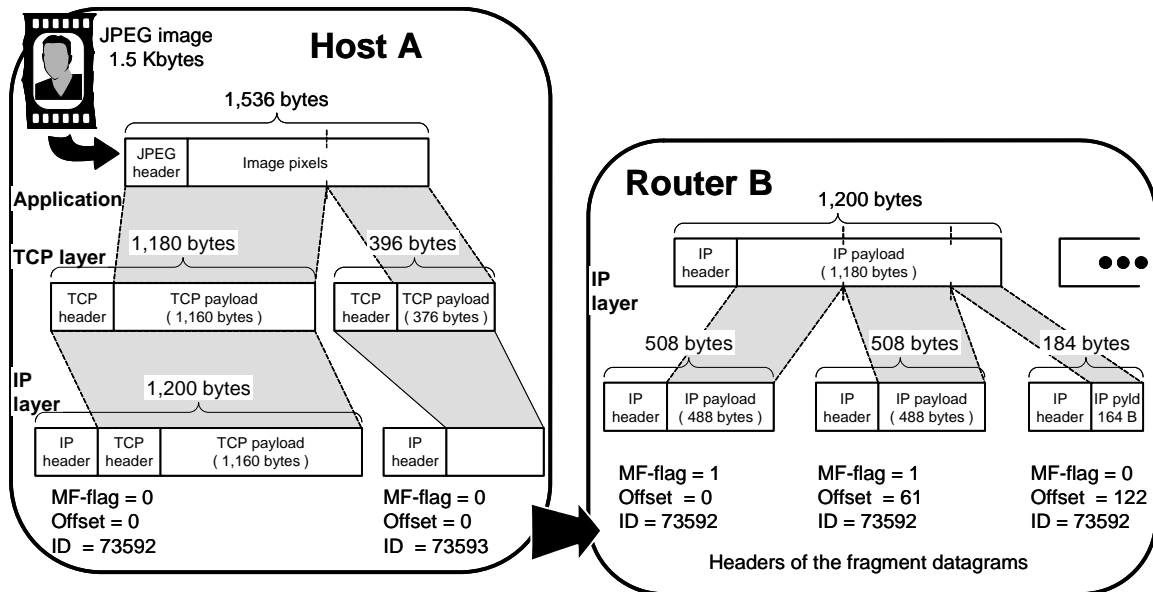 JPEG image
1.5 Kbytes
Host A
1,536 bytes
JPEG
header
Image pixels
Application
TCP layer
1,180 bytes
396 bytes
TCP
header
TCP payload
( 1,160 bytes )
TCP
header
TCP payload
( 376 bytes )
IP
layer
1,200 bytes
IP
header
TCP
header
TCP payload
( 1,160 bytes )
IP
header
MF-flag = 0
Offset = 0
ID = 73592
MF-flag = 0
Offset = 0
ID = 73593
Router B
1,200 bytes
IP
layer
IP
header
IP payload
( 1,180 bytes )
508 bytes
508 bytes
184 bytes
IP
header
IP payload
( 488 bytes )
IP
header
IP payload
( 488 bytes )
IP
header
IP pyld
164 B
MF-flag = 1
Offset = 0
ID = 73592
MF-flag = 1
Offset = 61
ID = 73592
MF-flag = 0
Offset = 122
ID = 73592
Headers of the fragment datagrams